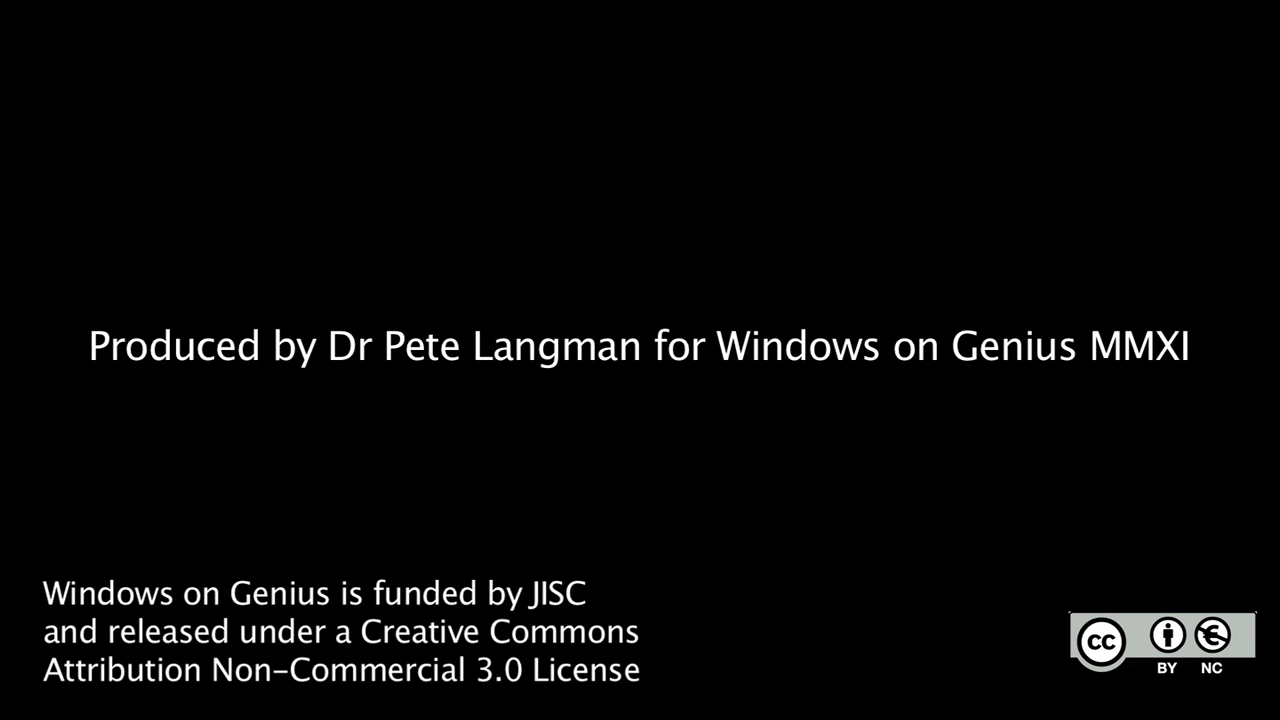 Produced by Dr Pete Langman for Windows on Genius MMXI
Windows on Genius is funded by JISC
and released under a Creative Commons
Attribution Non-Commercial 3.0 License
cc
BY NC